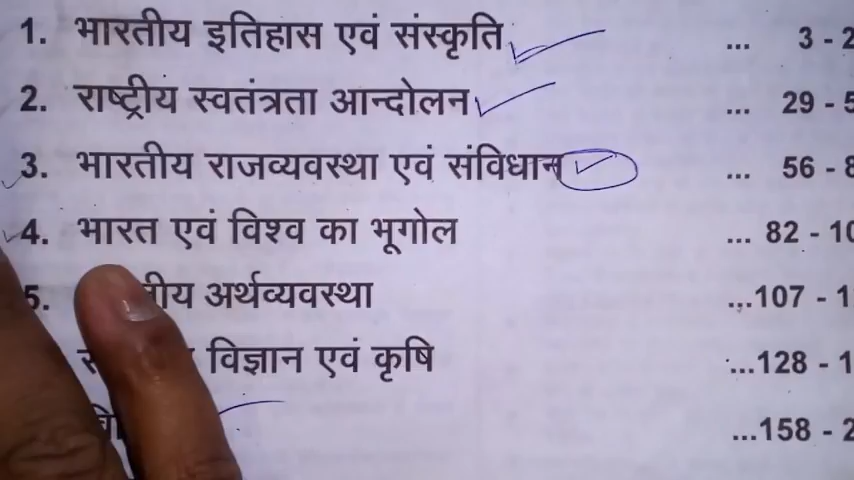 1. भारतीय इतिहास एवं संस्कृति ... 3 - 2
2. राष्ट्रीय स्वतंत्रता आन्दोलन ... 29 - 5
3. भारतीय राजव्यवस्था एवं संविधान ... 56 - 8
4. भारत एवं विश्व का भूगोल ... 82 - 10
5. अर्थव्यवस्था ...107 - 1
विज्ञान एवं कृषि ...128 - 1
...158 - 2